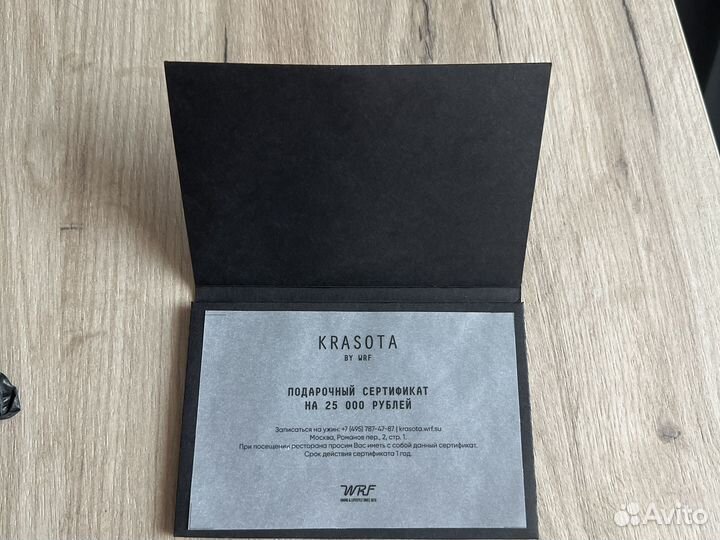 KRASOTA
BY WRF
ПОДАРОЧНЫЙ СЕРТИФИКАТ
НА 25 000 РУБЛЕЙ
Записаться на ужин: +7 (495) 787-47-87 | krasota.wrf.su
Москва, Романов пер., 2, стр. 1.
При посещении ресторана просим Вас иметь с собой данный сертификат.
Срок действия сертификата 1 год.
WRF
Avito